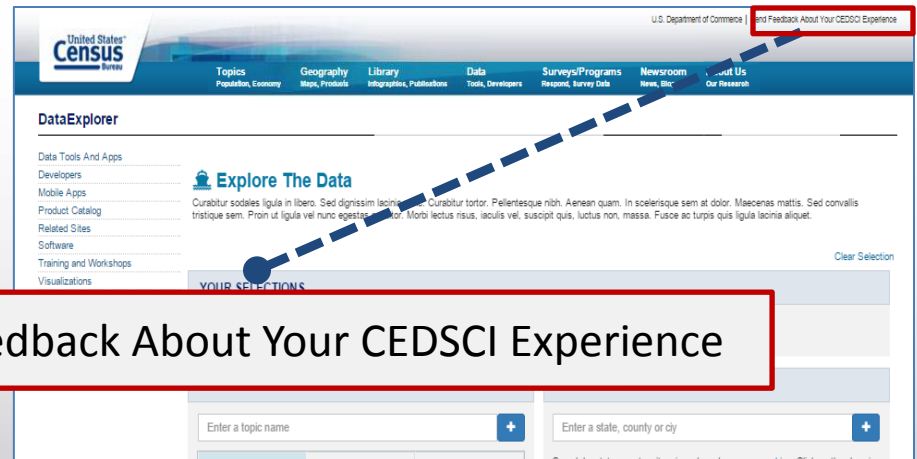 U.S. Department of Commerce | end Feedback About Your CEDSCI Experience
United States™
Census
Bureau
Topics
Population, Economy
Geography
Maps, Products
Library
Infographics, Publications
Data
Tools, Developers
Surveys/Programs
Respond, Survey Data
Newsroom
News,
out Us
Our Research
DataExplorer
Data Tools And Apps
Developers
Mobile Apps
Product Catalog
Related Sites
Software
Training and Workshops
Visualizations
Explore The Data
Curabitur sodales ligula in libero. Sed dignissim lacinia Curabitur tortor. Pellentesque nibh. Aenean quam. In scelerisque sem at dolor. Maecenas mattis. Sed convallis
tristique sem. Proin ut ligula vel nunc egestas Morbi lectus risus, iaculis vel, suscipit quis, luctus non, massa. Fusce ac turpis quis ligula lacinia aliquet.
Clear Selection
YOUR SELECTIONS
edback About Your CEDSCI Experience
Enter a topic name
+
Enter a state, county or ciy
+